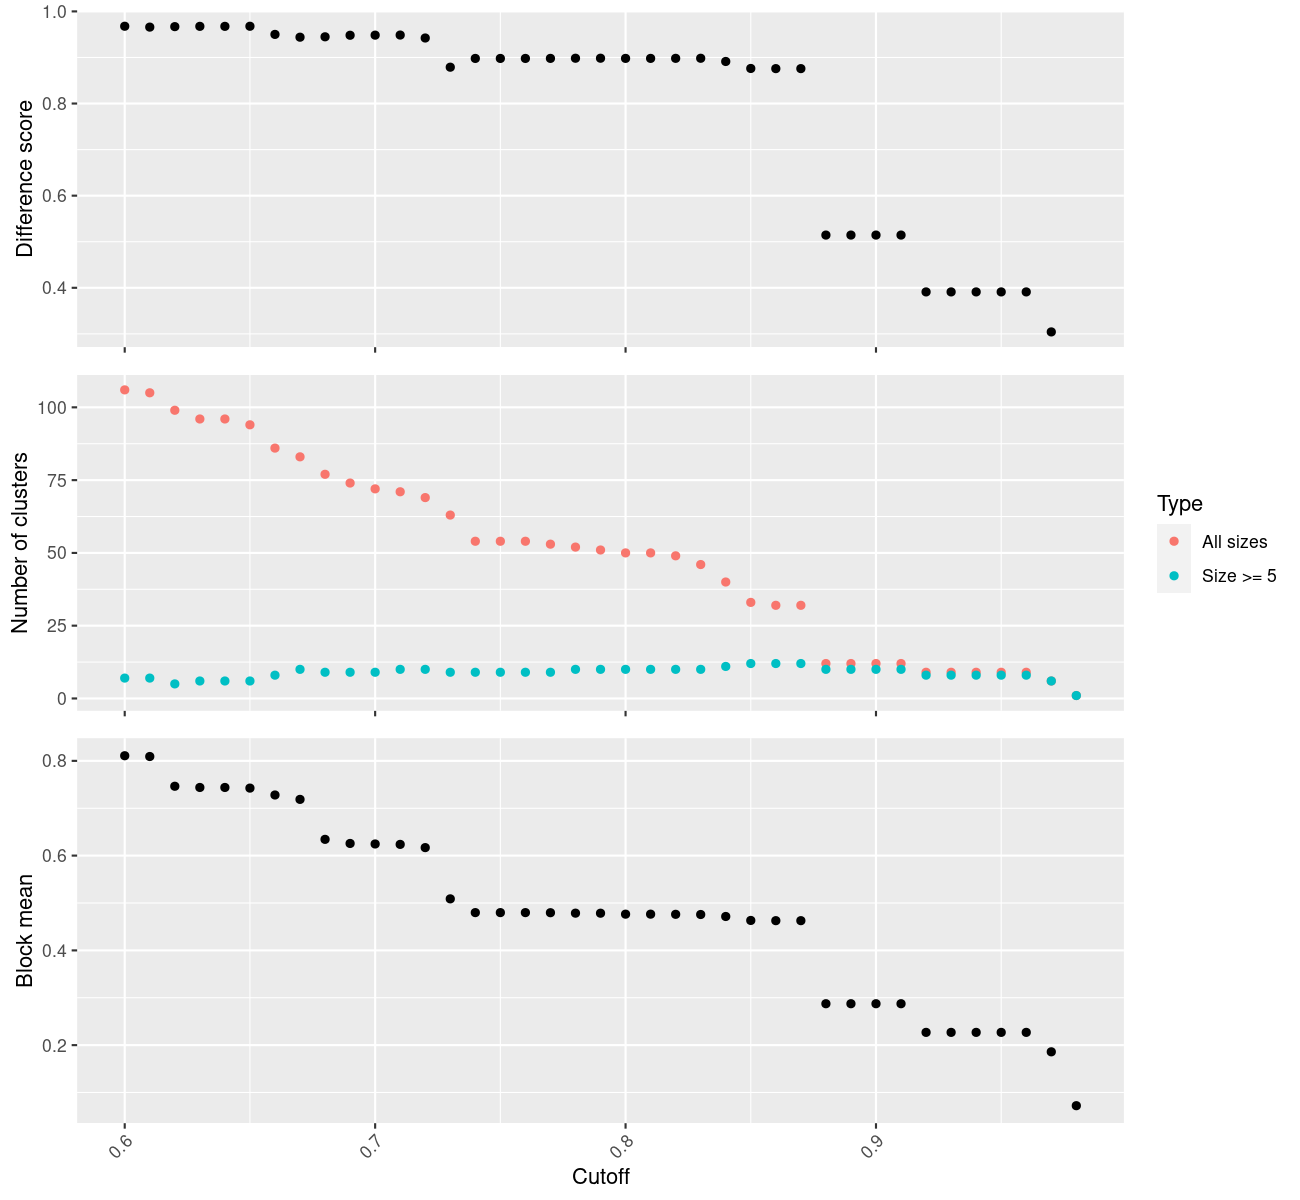 1.0
0.8
0.6
0.4
Difference score
100
75
50
25
0
Number of clusters
Type
All sizes
Size >= 5
0.8
0.6
0.4
0.2
Block mean
0.6
0.7
0.8
0.9
Cutoff